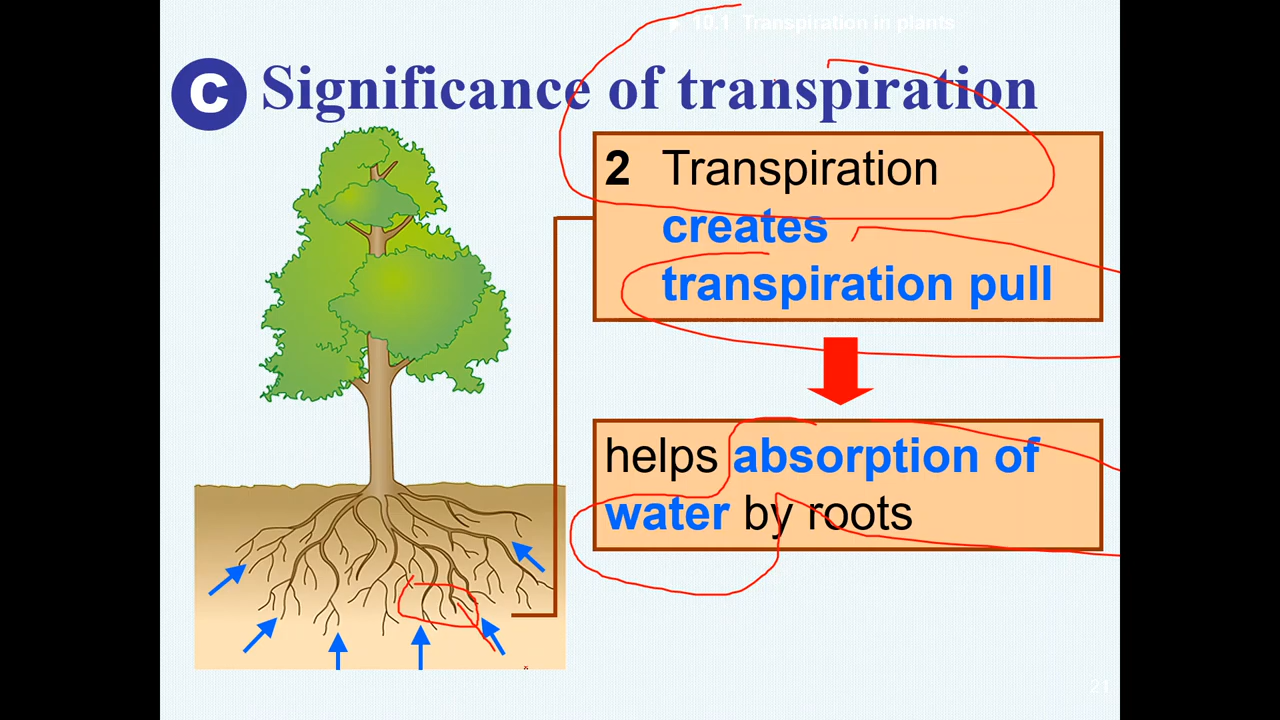 10.1 Transpiration in plants
C Significance of transpiration
2 Transpiration
creates
transpiration pull
helps absorption of
water by roots
21